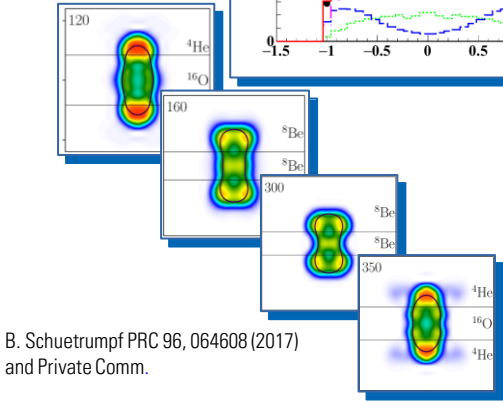 0
−1.5
−1
−0.5
0
0.5
−120
⁴He
¹⁶O
160
⁸Be
⁸Be
300
⁸Be
⁸Be
350
⁴He
¹⁶O
⁴He
B. Schuetrumpf PRC 96, 064608 (2017)
and Private Comm.